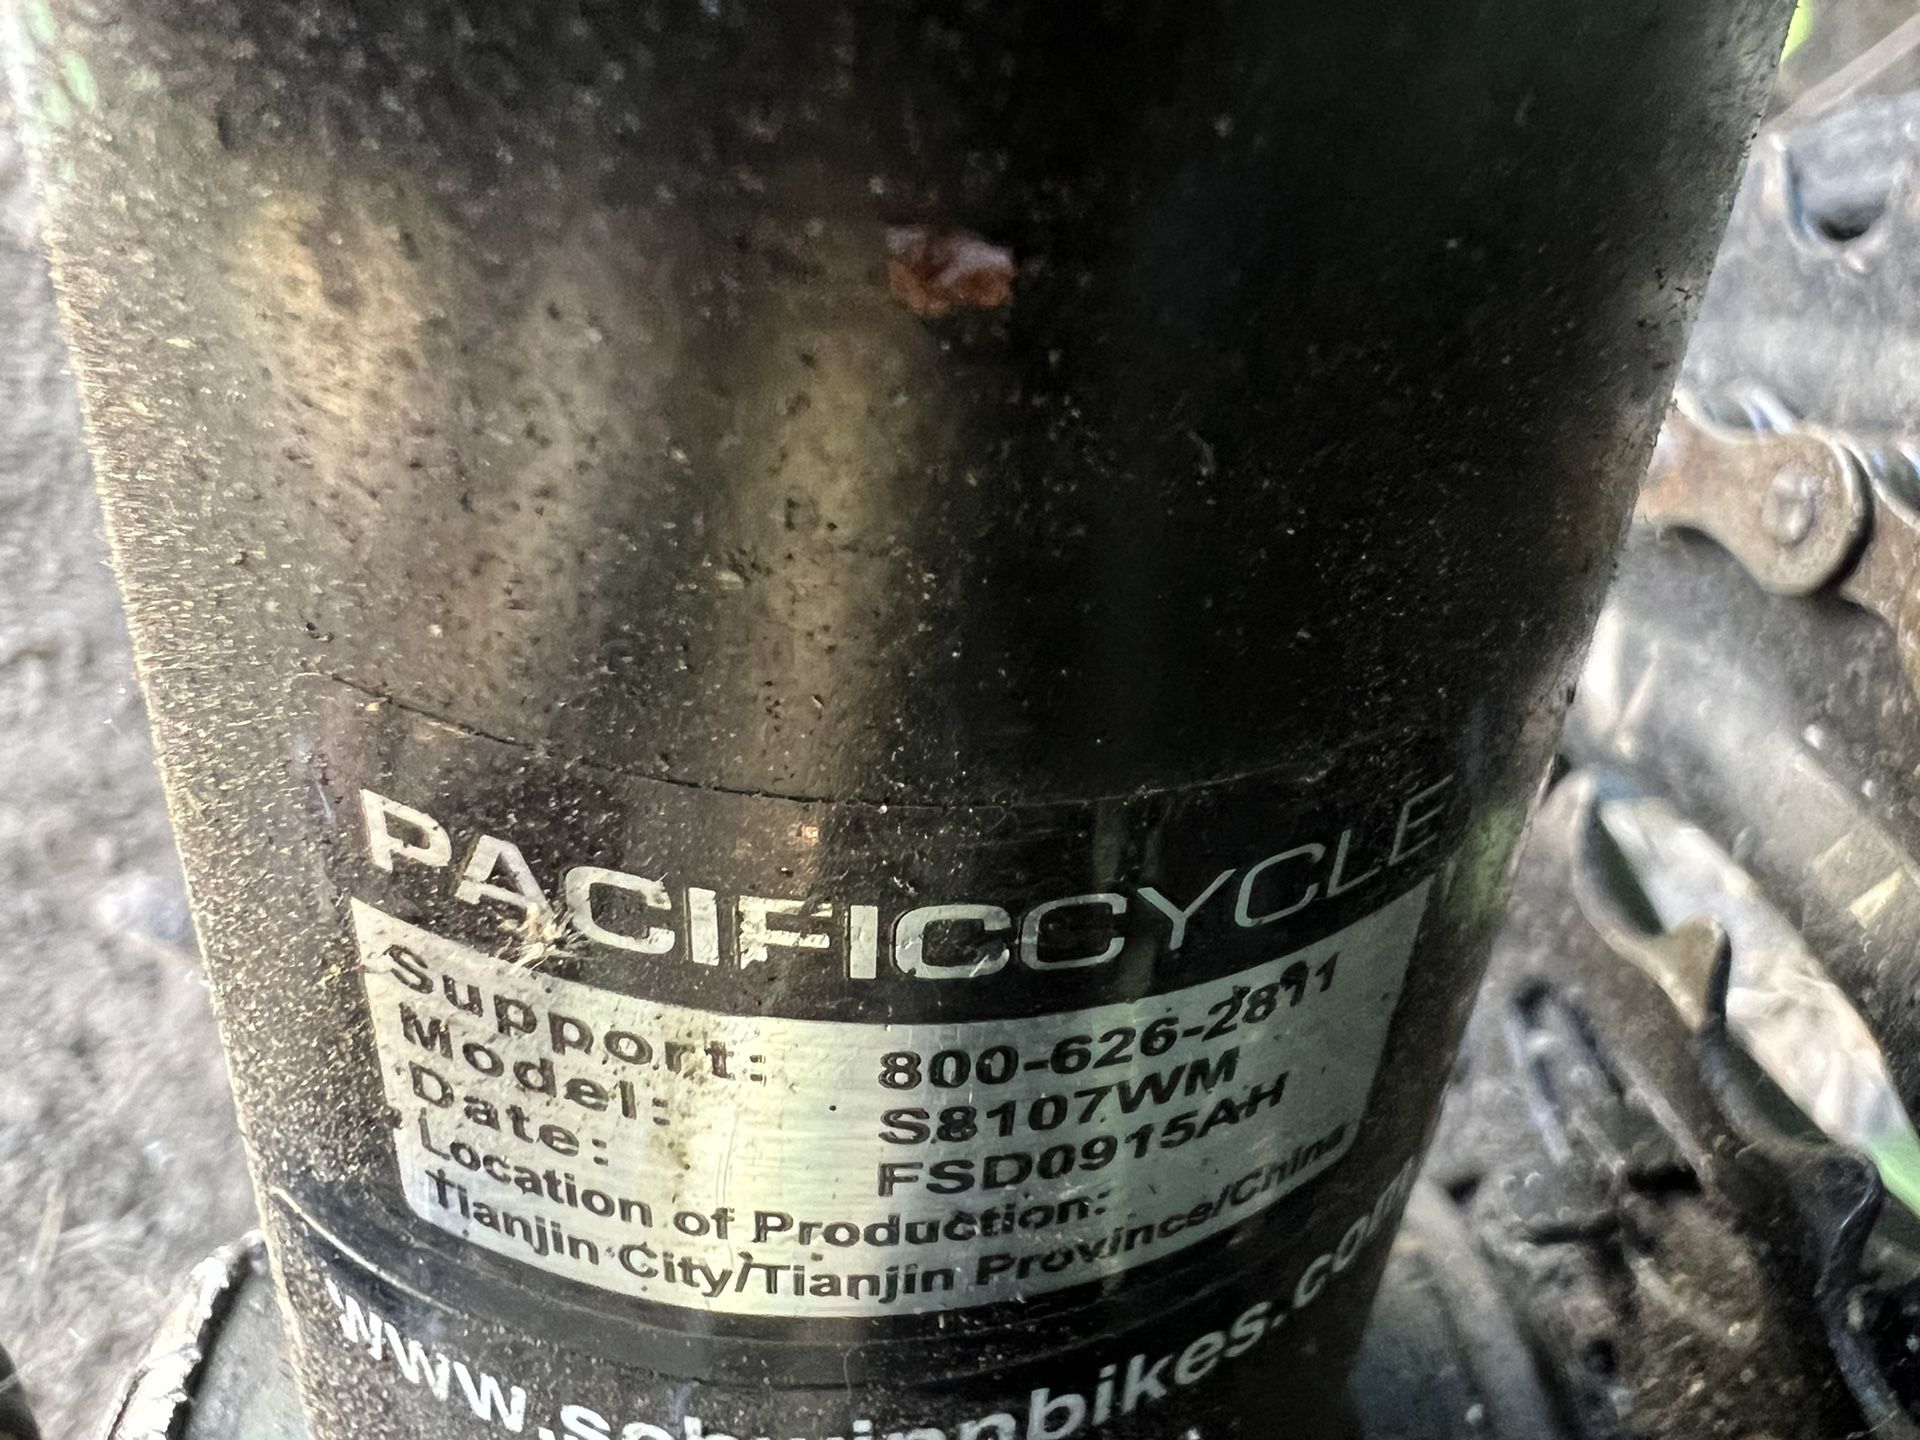 PACIFICCYCLE
Support: 800-626-2811
Model: S8107WM
Date: FSD0915AH
Location of Production:
Tianjin City/Tianjin Province/China
www.schwinnbikes.com